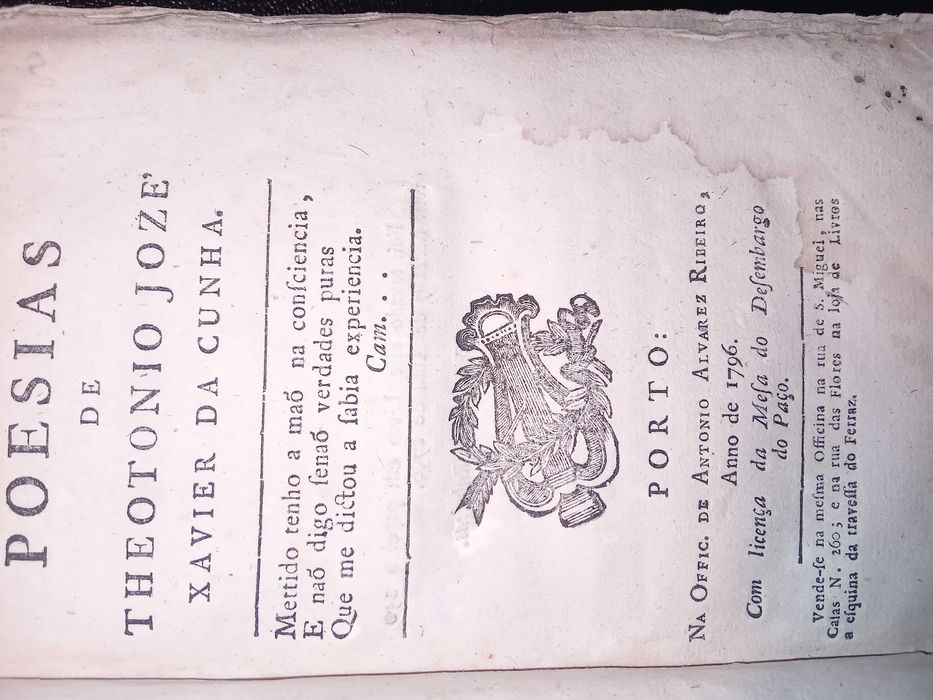 POESIAS
DE
THEOTONIO JOZE'
XAVIER DA CUNHA.
Mettido tenho a maõ na conſciencia,
E naõ digo ſenaõ verdades puras
Que me dictou a ſabia experiencia.
Cam. . .
PORTO:
NA OFFIC. DE ANTONIO ALVAREZ RIBEIRO,
Anno de 1796.
Com licença da Meſa do Deſembargo
do Paço.
Vende-ſe na meſma Officina na rua de S. Miguel, nas
Caſas N. 260; e na rua das Flores na loja de Livros
a eſquina da traveſſa do Ferraz.